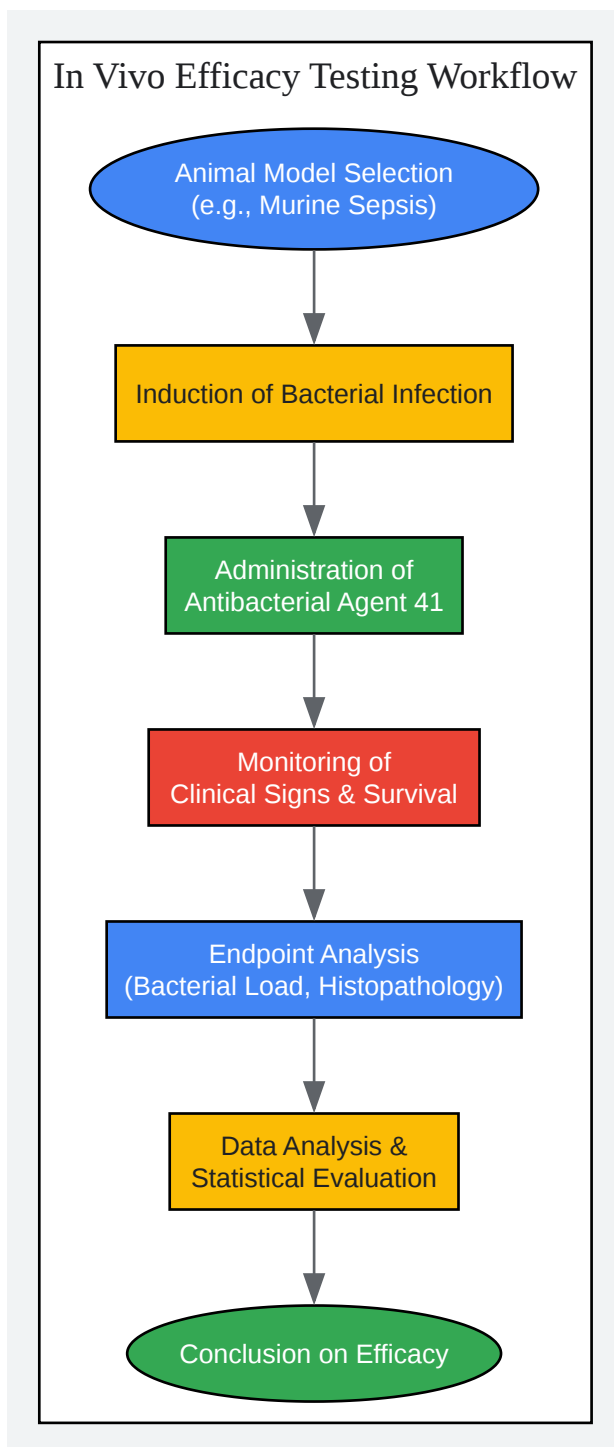 In Vivo Efficacy Testing Workflow
Animal Model Selection
(e.g., Murine Sepsis)
Induction of Bacterial Infection
Administration of
Antibacterial Agent 41
Monitoring of
Clinical Signs & Survival
Endpoint Analysis
(Bacterial Load, Histopathology)
Data Analysis &
Statistical Evaluation
Conclusion on Efficacy